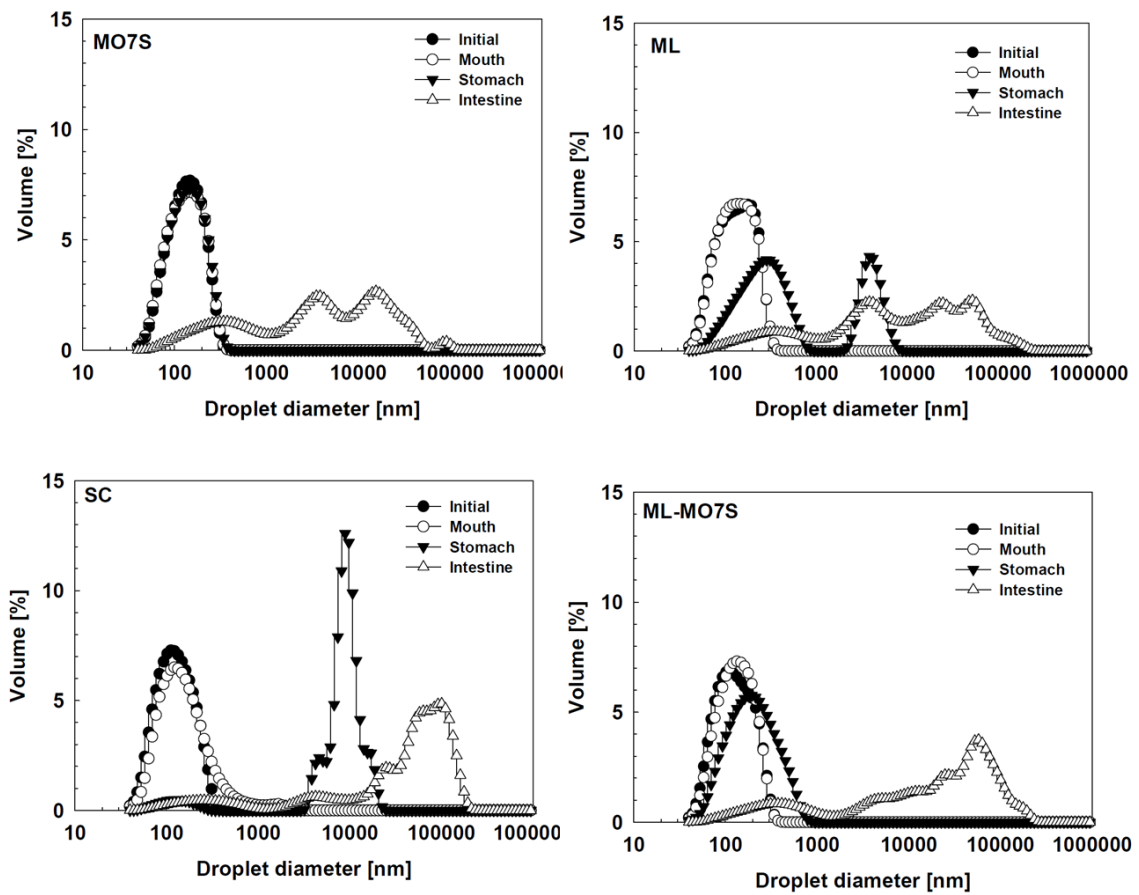 MO7S
Initial
Mouth
Stomach
Intestine
15
10
5
0
Volume [%]
10 100 1000 10000 100000
Droplet diameter [nm]
ML
Initial
Mouth
Stomach
Intestine
15
10
5
0
Volume [%]
10 100 1000 10000 100000 1000000
Droplet diameter [nm]
SC
Initial
Mouth
Stomach
Intestine
15
10
5
0
Volume [%]
10 100 1000 10000 100000 100000
Droplet diameter [nm]
ML-MO7S
Initial
Mouth
Stomach
Intestine
15
10
5
0
Volume [%]
10 100 1000 10000 100000 1000000
Droplet diameter [nm]